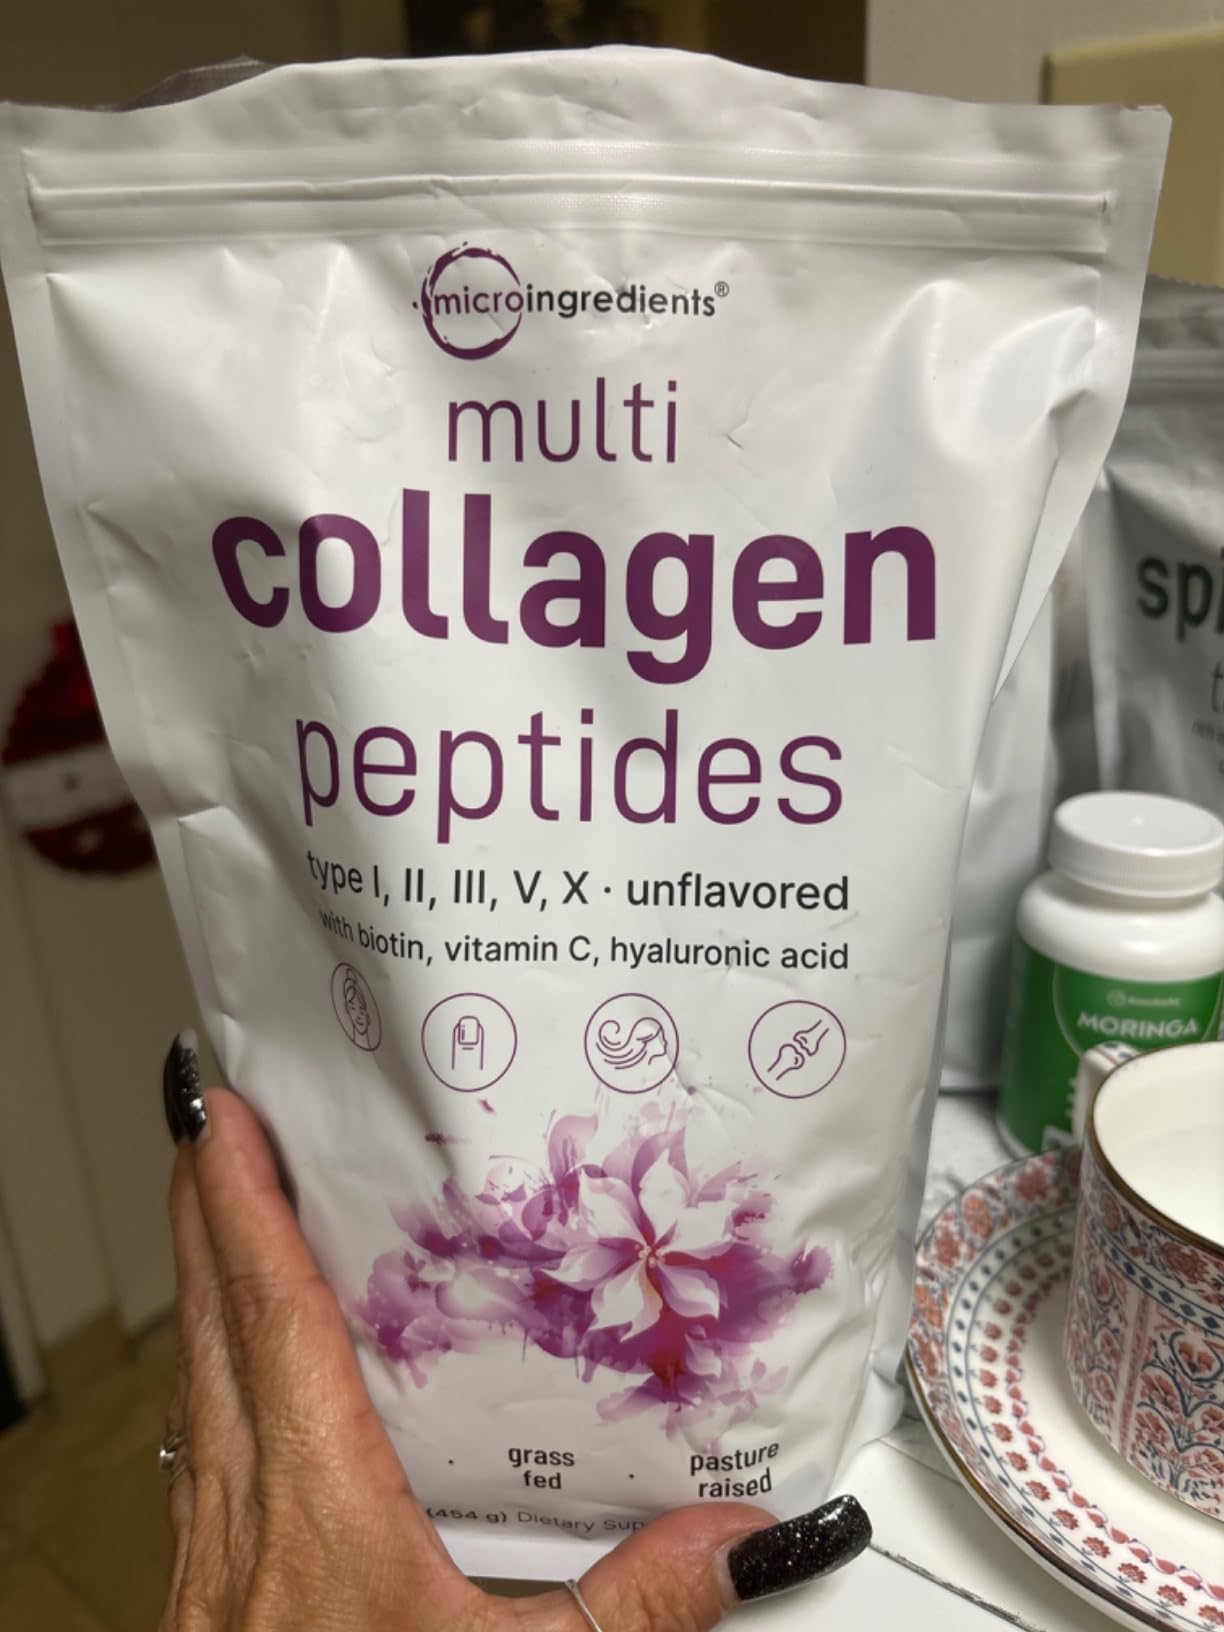 microingredients®
multi
collagen
peptides
type I, II, III, V, X · unflavored
with biotin, vitamin C, hyaluronic acid
· grass fed · pasture raised
(454 g) Dietary
MORINGA